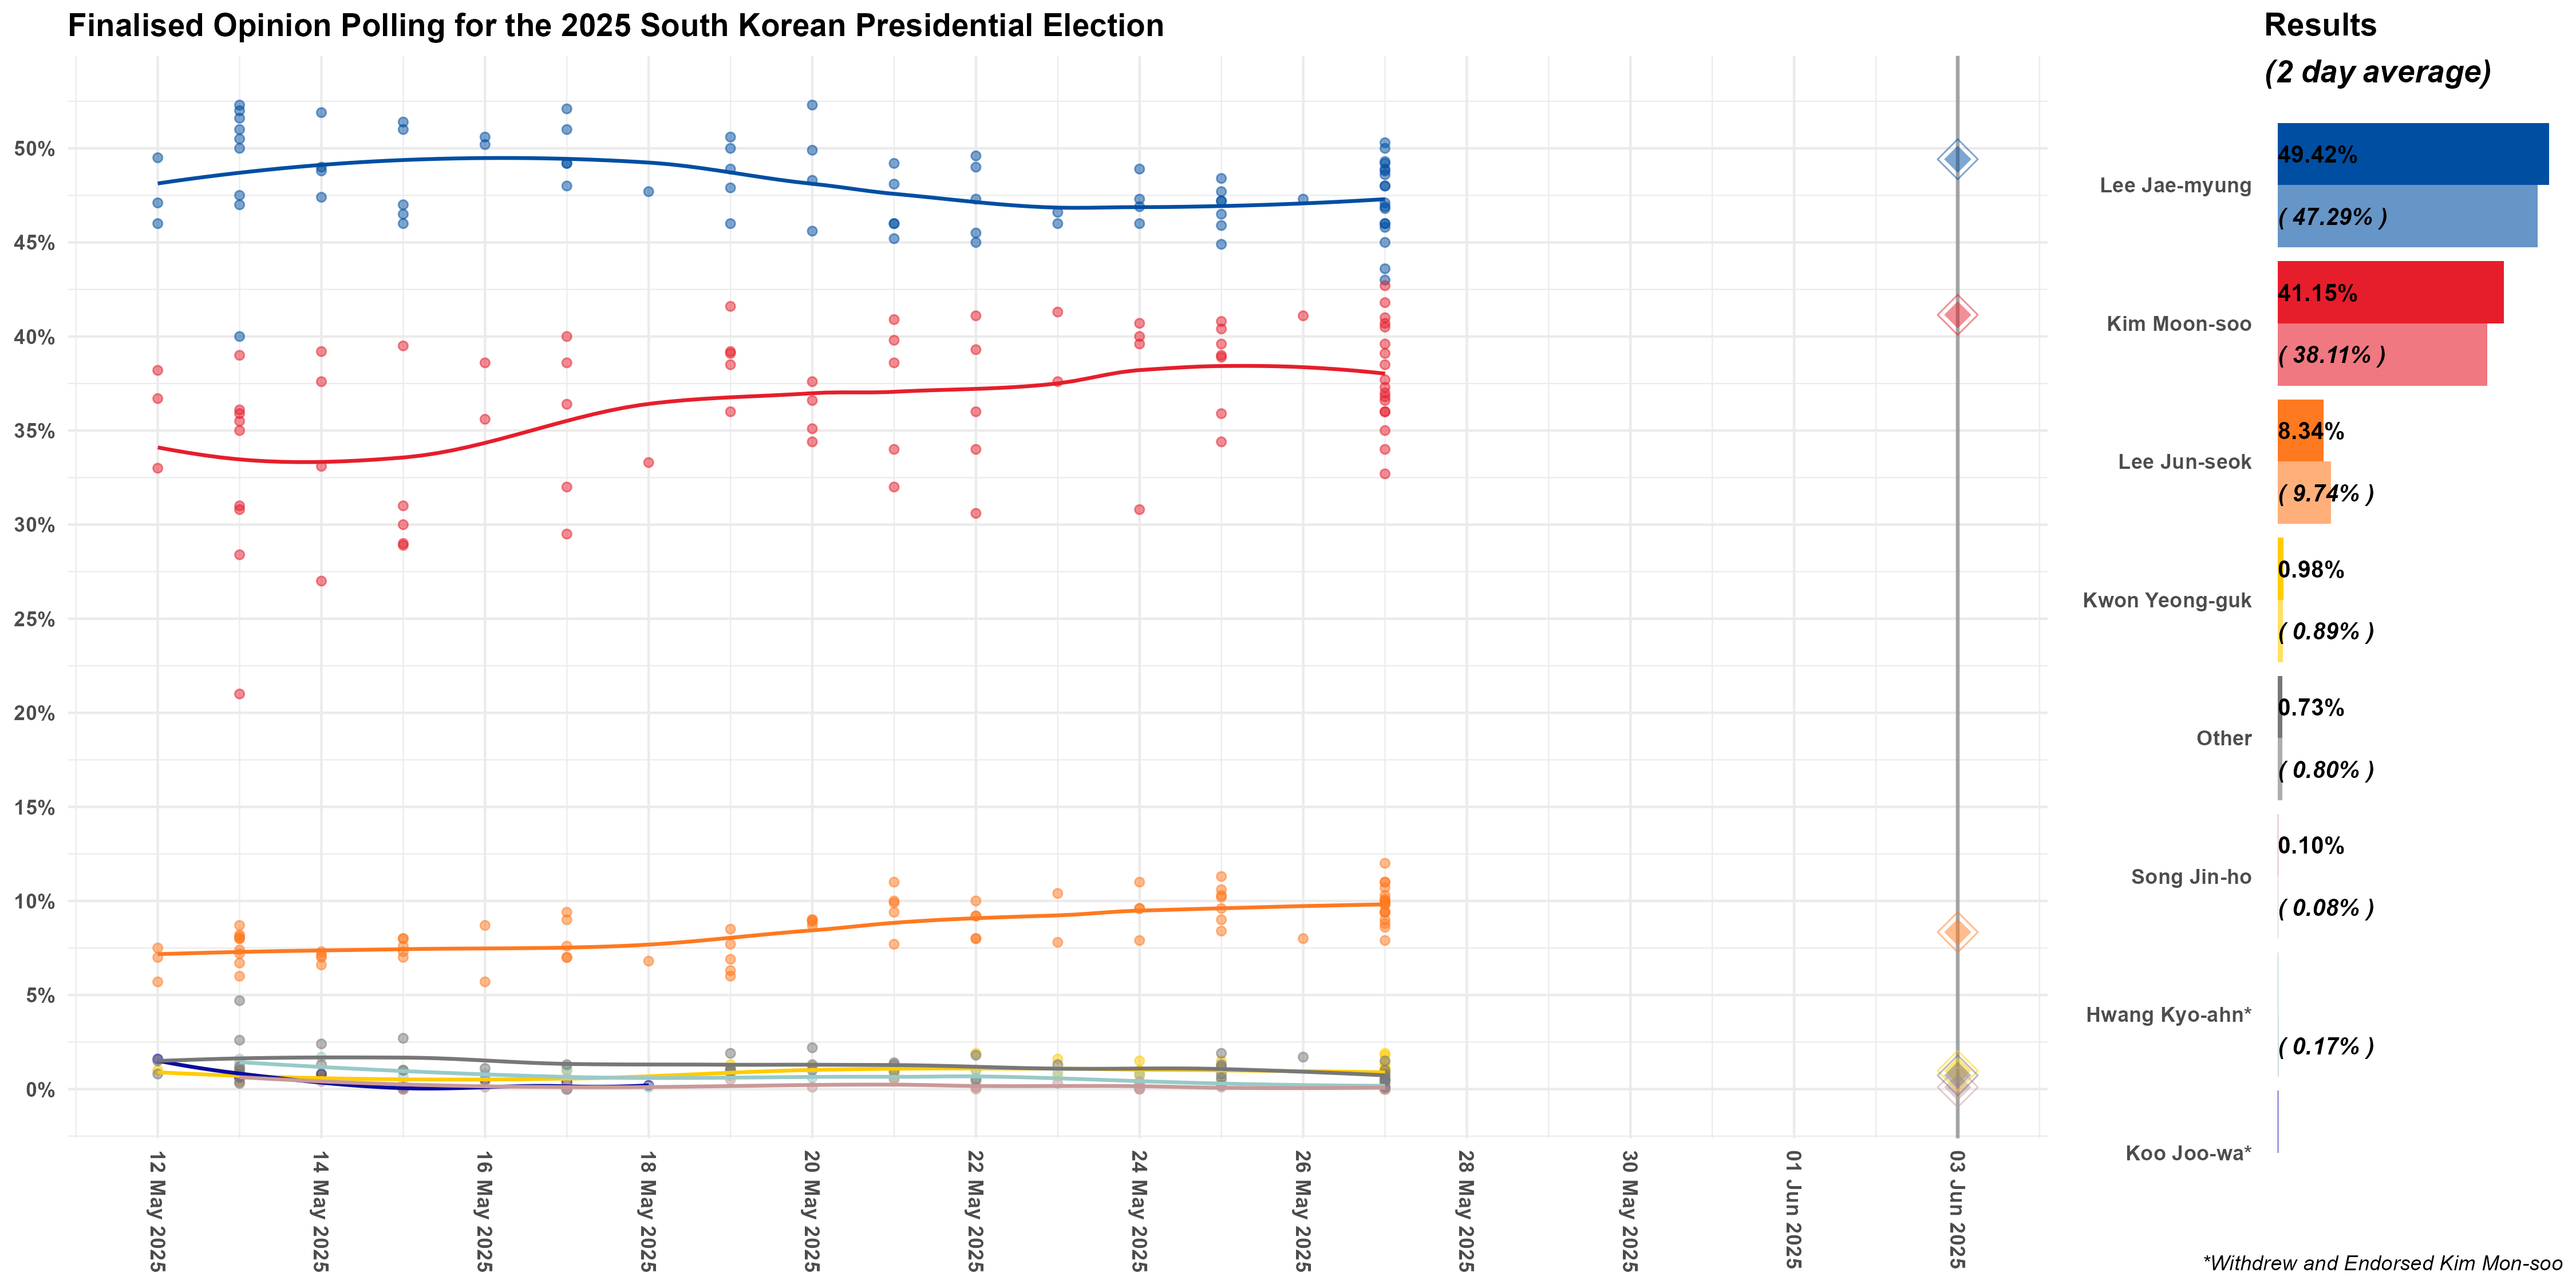 Finalised Opinion Polling for the 2025 South Korean Presidential Election
50%
45%
40%
35%
30%
25%
20%
15%
10%
5%
0%
12 May 2025
14 May 2025
16 May 2025
18 May 2025
20 May 2025
22 May 2025
24 May 2025
26 May 2025
28 May 2025
30 May 2025
01 Jun 2025
03 Jun 2025
Results
(2 day average)
Lee Jae-myung
49.42%
( 47.29% )
Kim Moon-soo
41.15%
( 38.11% )
Lee Jun-seok
8.34%
( 9.74% )
Kwon Yeong-guk
0.98%
( 0.89% )
Other
0.73%
( 0.80% )
Song Jin-ho
0.10%
( 0.08% )
Hwang Kyo-ahn*
( 0.17% )
Koo Joo-wa*
*Withdrew and Endorsed Kim Mon-soo